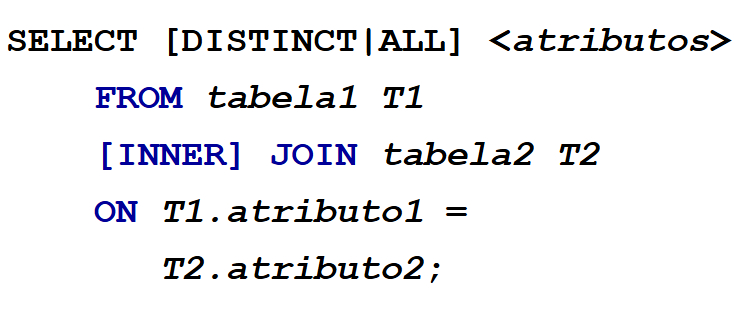 SELECT [DISTINCT|ALL] <atributos>
FROM tabela1 T1
[INNER] JOIN tabela2 T2
ON T1.atributo1 =
T2.atributo2;